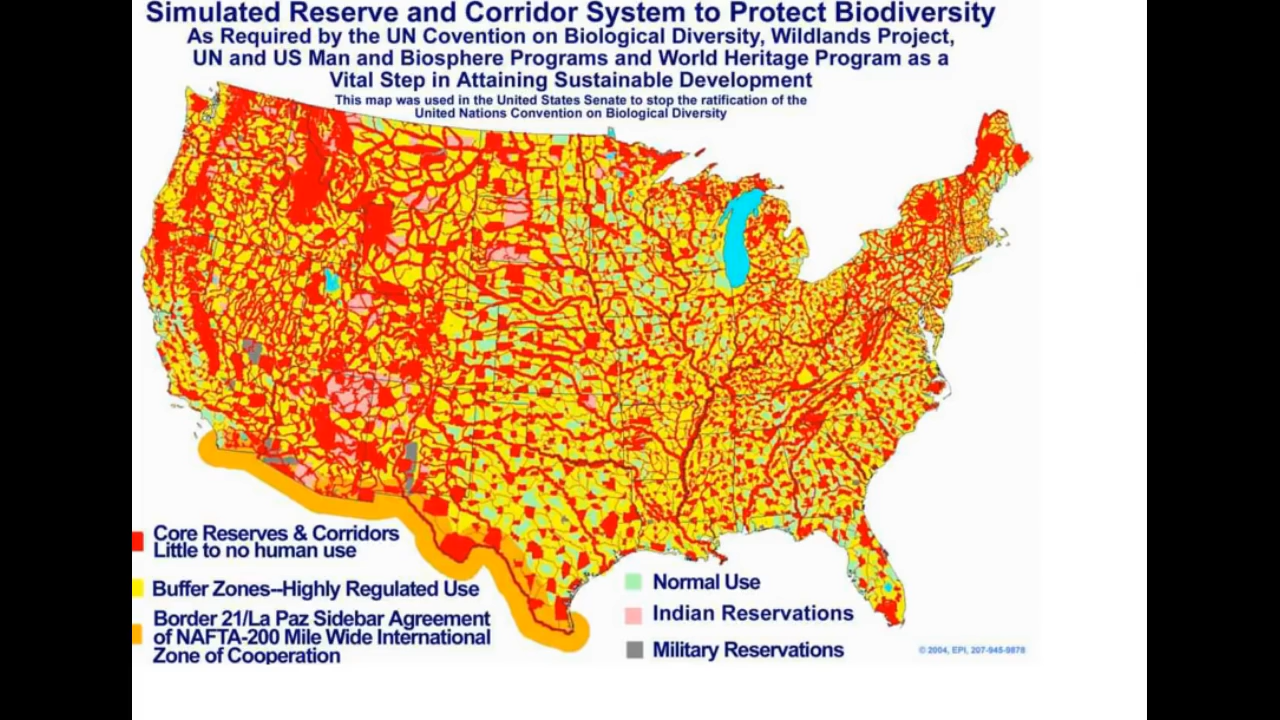 Simulated Reserve and Corridor System to Protect Biodiversity
As Required by the UN Covention on Biological Diversity, Wildlands Project,
UN and US Man and Biosphere Programs and World Heritage Program as a
Vital Step in Attaining Sustainable Development
This map was used in the United States Senate to stop the ratification of the
United Nations Convention on Biological Diversity
Core Reserves & Corridors
Little to no human use
Buffer Zones--Highly Regulated Use
Border 21/La Paz Sidebar Agreement
of NAFTA-200 Mile Wide International
Zone of Cooperation
Normal Use
Indian Reservations
Military Reservations
© 2004, EPI, 207-945-9878